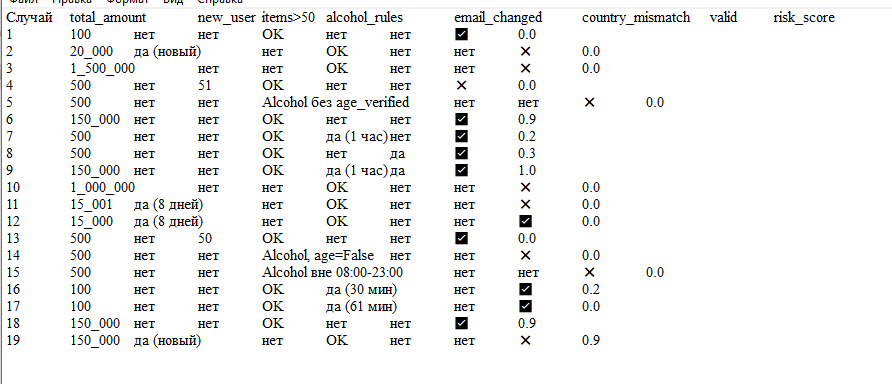 Файл Правка Формат Вид Справка
Случай total_amount new_user items>50 alcohol_rules email_changed country_mismatch valid risk_score
1 100 нет нет OK нет нет ☑ 0.0
2 20_000 да (новый) нет OK нет нет ✕ 0.0
3 1_500_000 нет нет OK нет нет ✕ 0.0
4 500 нет 51 OK нет нет ✕ 0.0
5 500 нет нет Alcohol без age_verified нет нет ✕ 0.0
6 150_000 нет нет OK нет нет ☑ 0.9
7 500 нет нет OK да (1 час) нет ☑ 0.2
8 500 нет нет OK нет да ☑ 0.3
9 150_000 нет нет OK да (1 час) да ☑ 1.0
10 1_000_000 нет нет OK нет нет ✕ 0.0
11 15_001 да (8 дней) нет OK нет нет ✕ 0.0
12 15_000 да (8 дней) нет OK нет нет ☑ 0.0
13 500 нет 50 OK нет нет ☑ 0.0
14 500 нет нет Alcohol, age=False нет нет ✕ 0.0
15 500 нет нет Alcohol вне 08:00-23:00 нет нет ✕ 0.0
16 100 нет нет OK да (30 мин) нет ☑ 0.2
17 100 нет нет OK да (61 мин) нет ☑ 0.0
18 150_000 нет нет OK нет нет ☑ 0.9
19 150_000 да (новый) нет OK нет нет ✕ 0.9